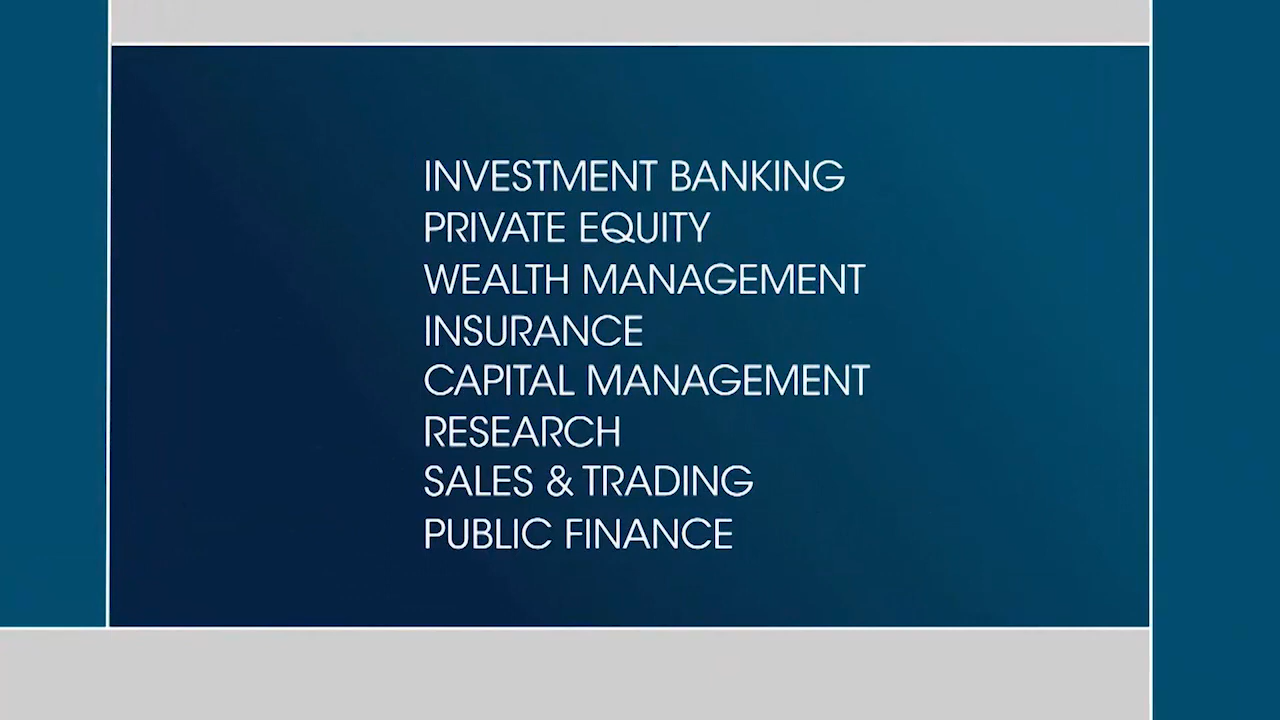 INVESTMENT BANKING
PRIVATE EQUITY
WEALTH MANAGEMENT
INSURANCE
CAPITAL MANAGEMENT
RESEARCH
SALES & TRADING
PUBLIC FINANCE